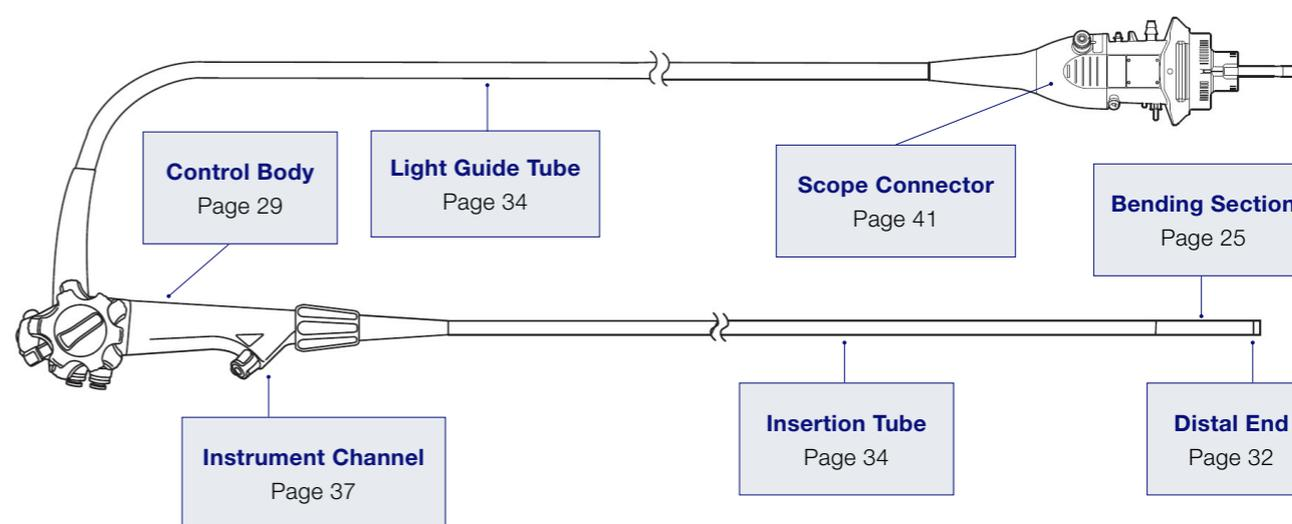 Control Body
Page 29
Light Guide Tube
Page 34
Scope Connector
Page 41
Bending Section
Page 25
Instrument Channel
Page 37
Insertion Tube
Page 34
Distal End
Page 32